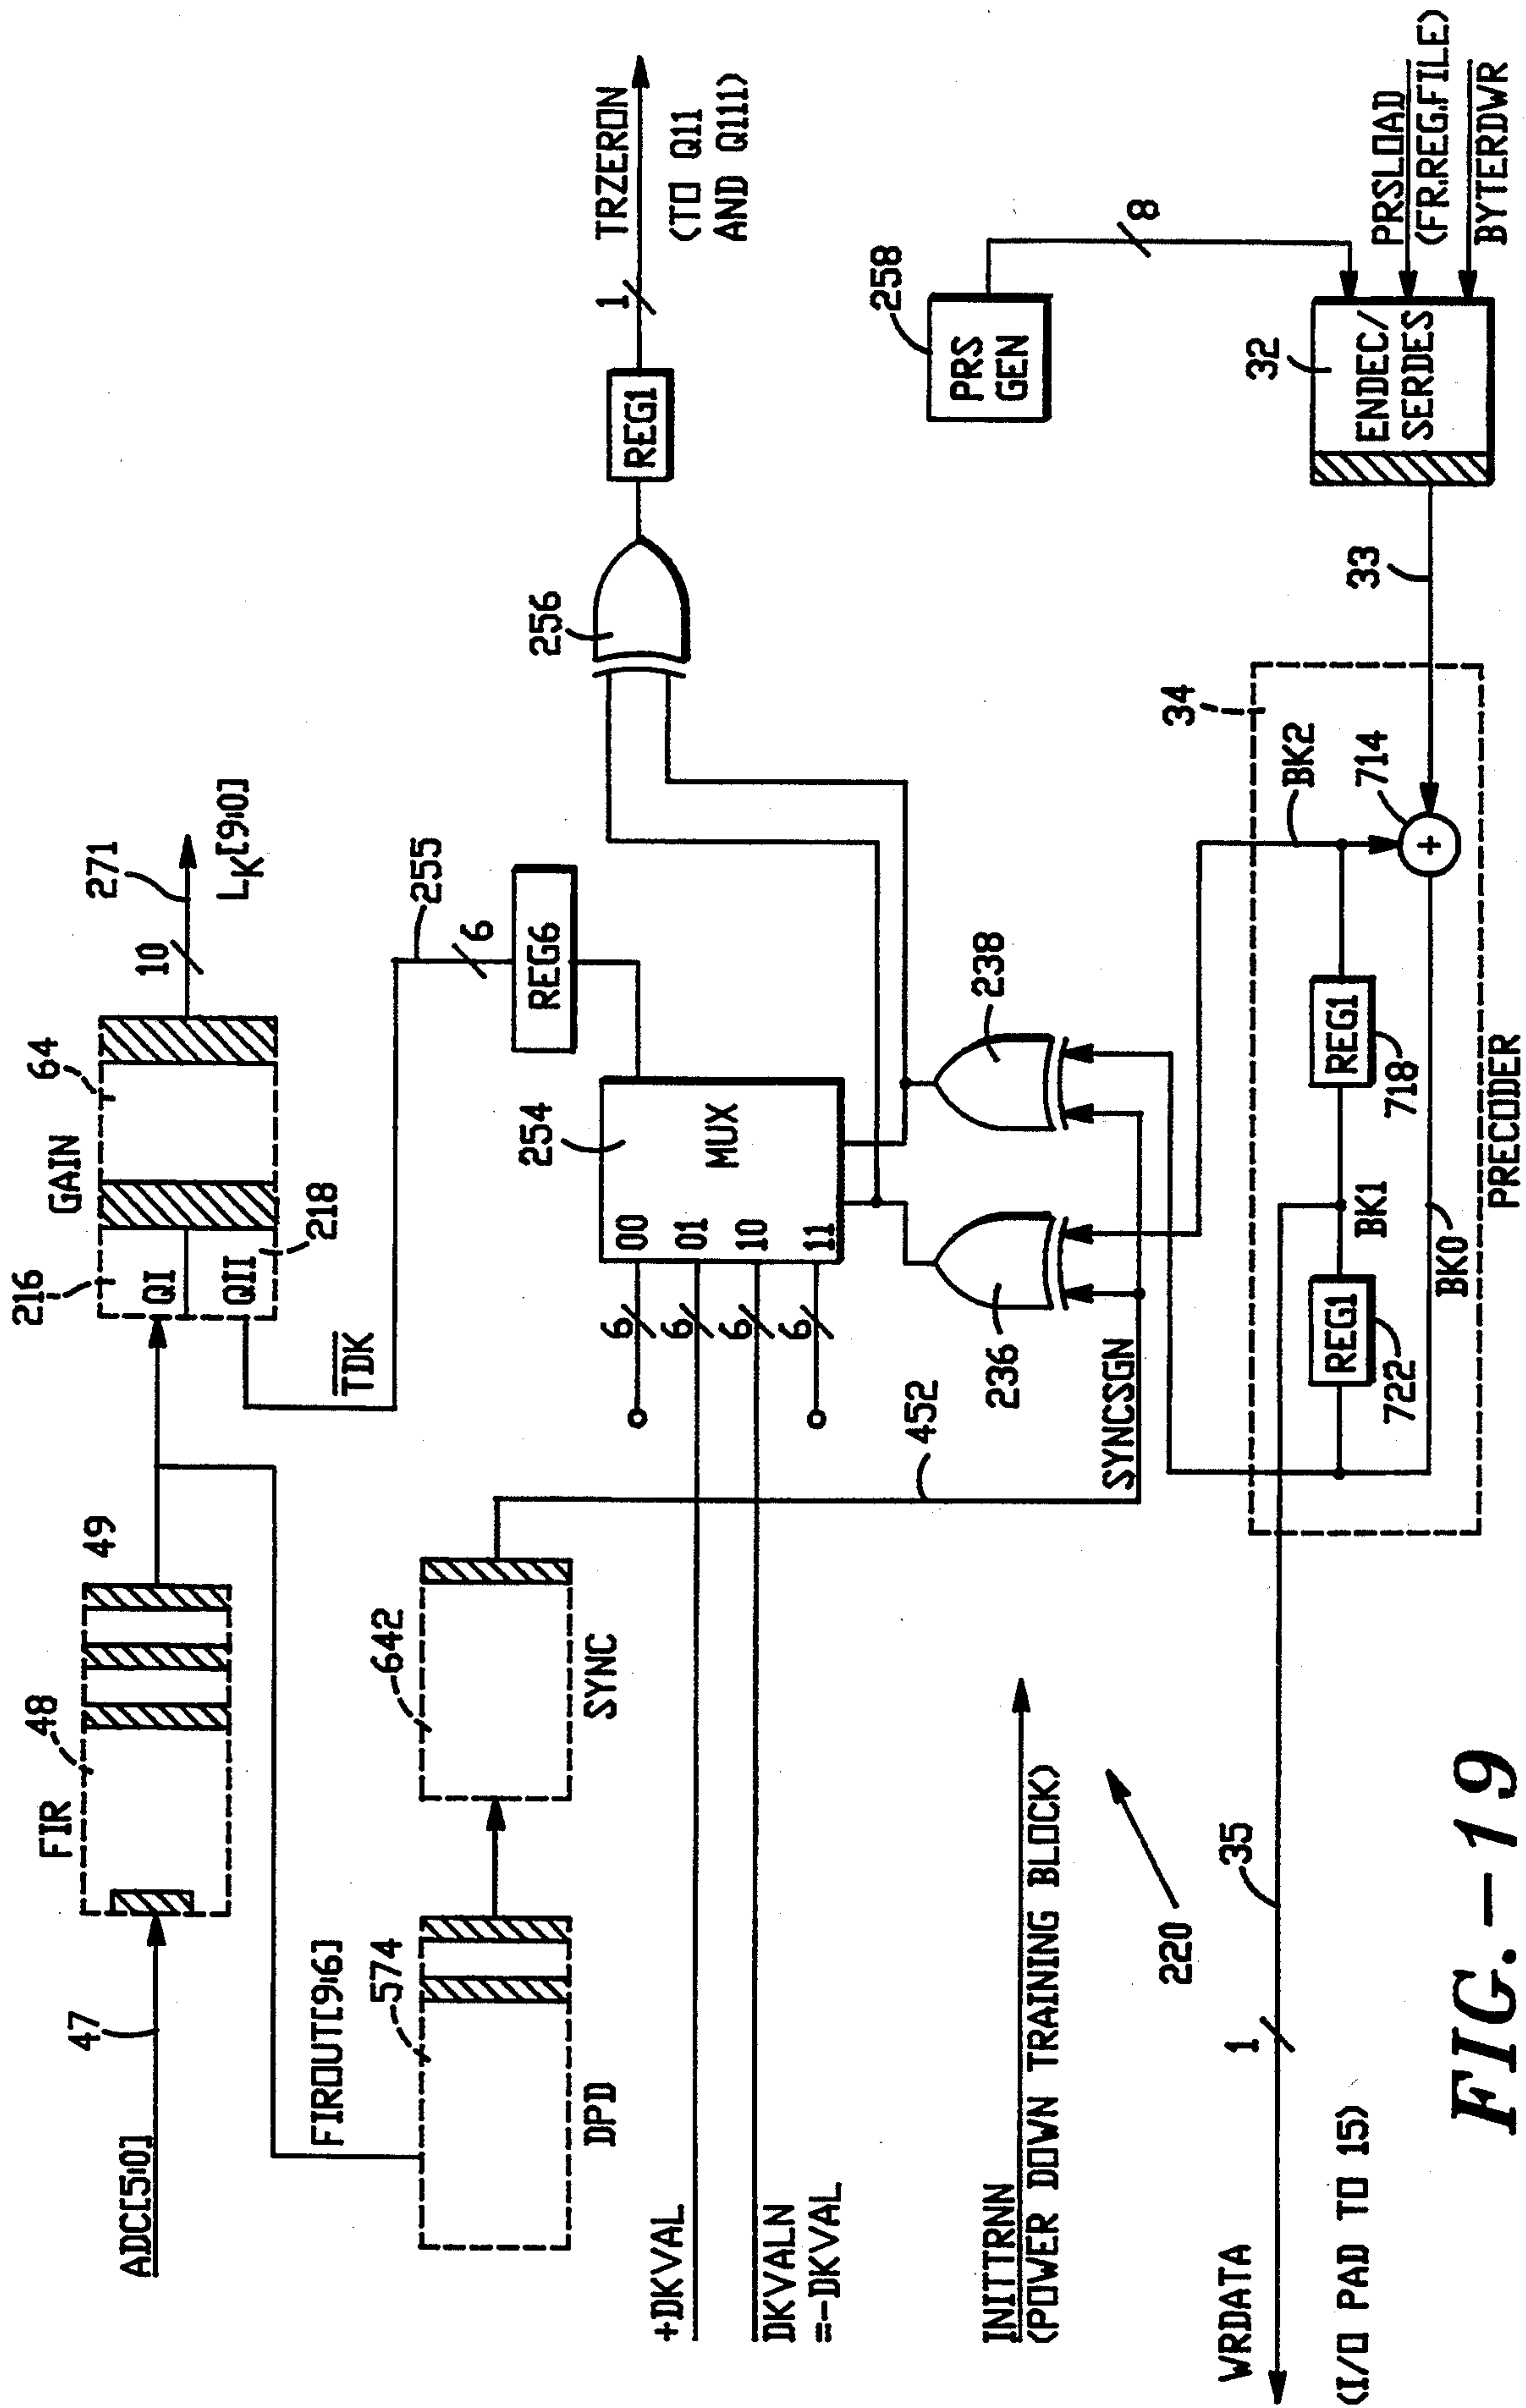 ADC[5:0]
47
FIR
48
49
FIROUT[9:6]
574
DPD
642
SYNC
216
GAIN
64
QI
QII
218
10
271
LK[9:0]
TDK
255
6
REG6
254
MUX
00
01
10
11
6
6
6
6
+DKVAL
DKVALN
=-DKVAL
452
SYNCSGN
236
238
256
REG1
1
TRZERON
(TO Q11
AND Q111)
258
PRS
GEN
8
PRSLOAD
(FR.REG.FILE)
BYTERDWR
32
ENDEC/
SERDES
33
34
BK2
714
+
REG1
718
BK1
REG1
722
BK0
PRECODER
INITTRNN
(POWER DOWN TRAINING BLOCK)
220
35
1
WRDATA
(I/O PAD TO 15)
FIG.-19